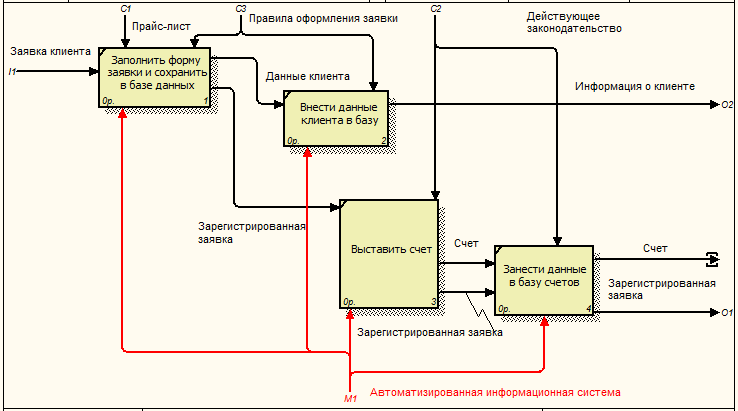 C1
C3
C2
Прайс-лист
Правила оформления заявки
Действующее
законодательство
Заявка клиента
I1
Заполнить форму
заявки и сохранить
в базе данных
0р.
1
Данные клиента
Внести данные
клиента в базу
0р.
2
Информация о клиенте
O2
Зарегистрированная
заявка
Выставить счет
0р.
3
Счет
Занести данные
в базу счетов
0р.
4
Счет
Зарегистрированная
заявка
O1
Зарегистрированная заявка
M1
Автоматизированная информационная система